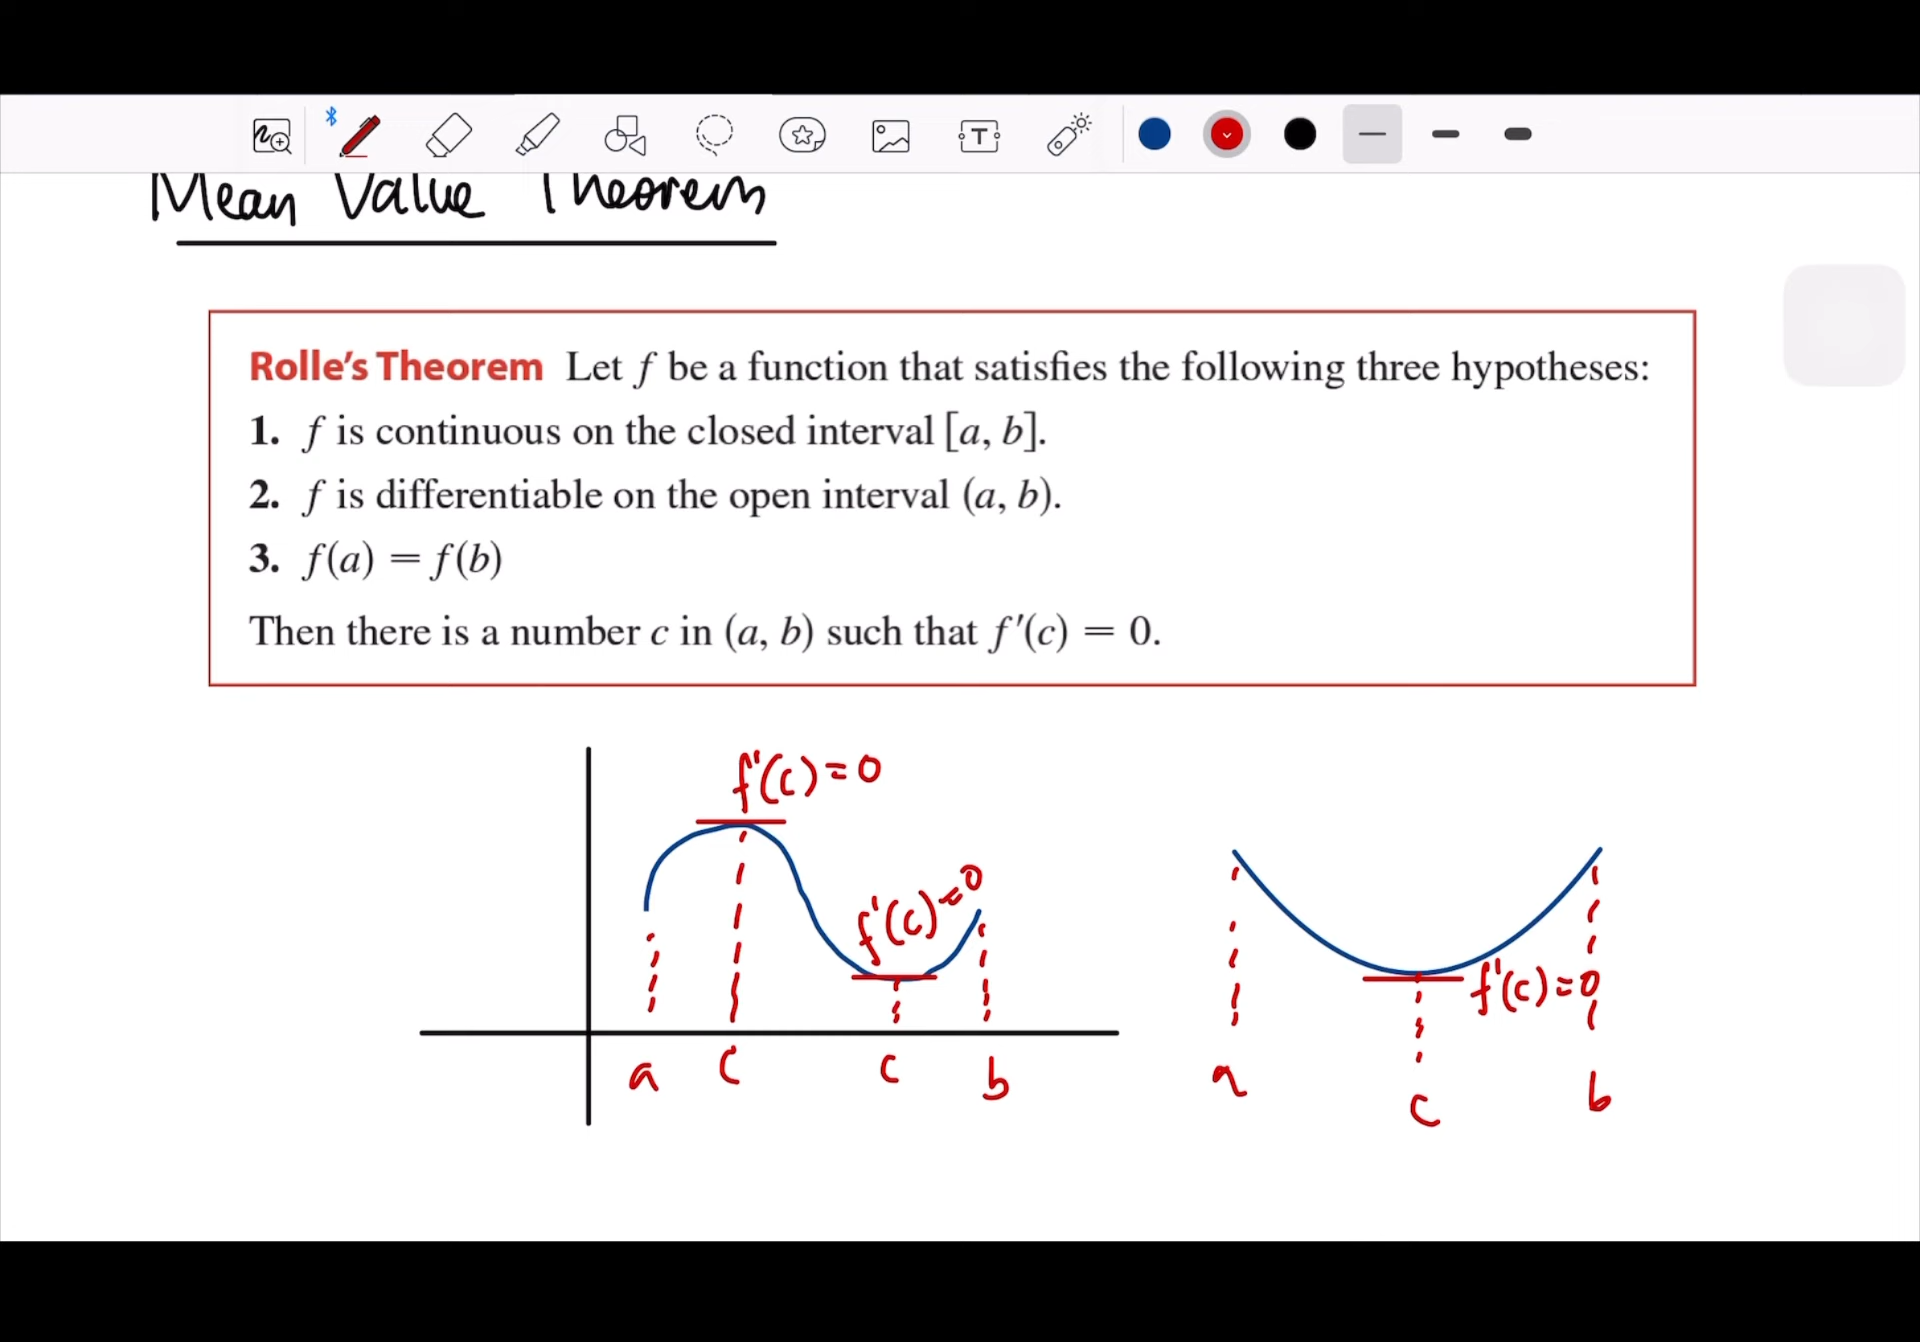 Mean Value Theorem
Rolle's Theorem Let f be a function that satisfies the following three hypotheses:
1. f is continuous on the closed interval [a, b].
2. f is differentiable on the open interval (a, b).
3. f(a) = f(b)
Then there is a number c in (a, b) such that f′(c) = 0.
f'(c)=0
f'(c)=0
f'(c)=0
a c c b
a c b